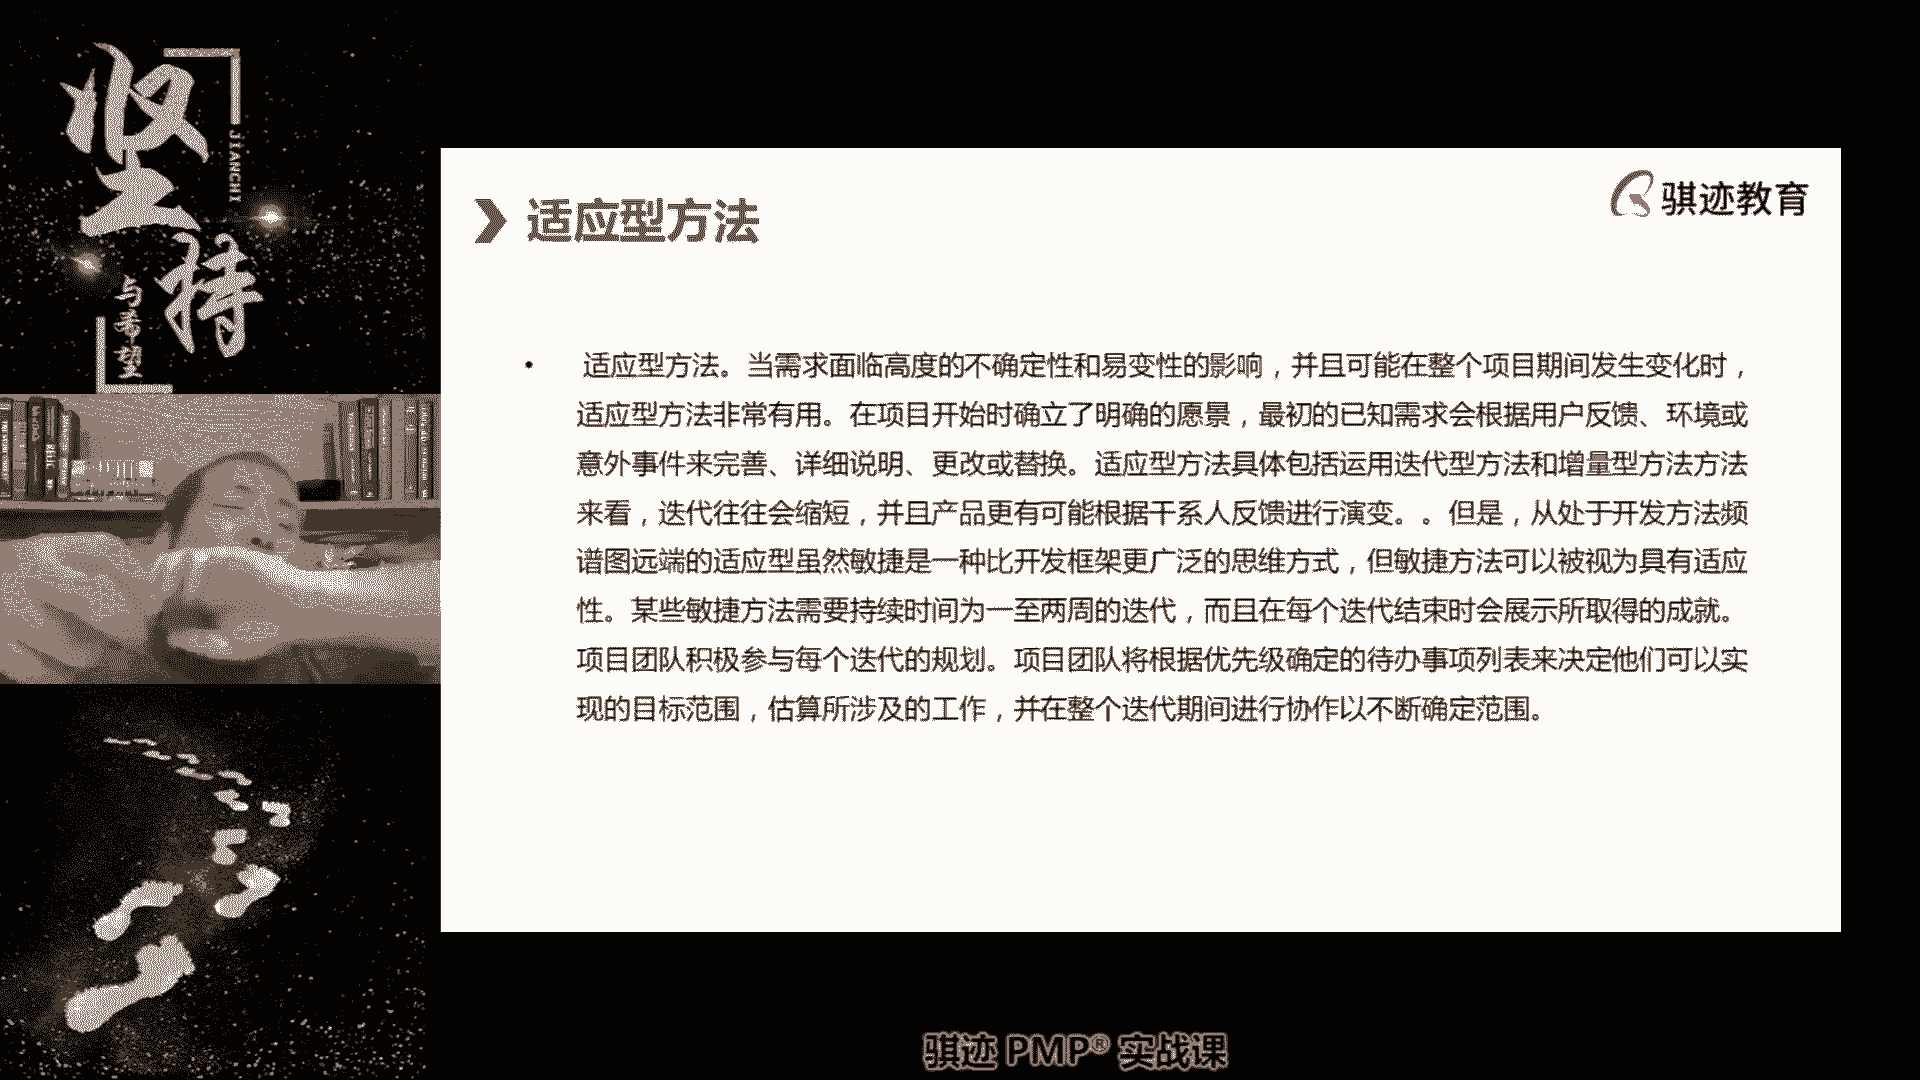 坚持
JIANCHI
与希望
骐迹教育
适应型方法
• 适应型方法。当需求面临高度的不确定性和易变性的影响，并且可能在整个项目期间发生变化时，
适应型方法非常有用。在项目开始时确立了明确的愿景，最初的已知需求会根据用户反馈、环境或
意外事件来完善、详细说明、更改或替换。适应型方法具体包括运用迭代型方法和增量型方法方法
来看，迭代往往会缩短，并且产品更有可能根据干系人反馈进行演变。。但是，从处于开发方法频
谱图远端的适应型虽然敏捷是一种比开发框架更广泛的思维方式，但敏捷方法可以被视为具有适应
性。某些敏捷方法需要持续时间为一至两周的迭代，而且在每个迭代结束时会展示所取得的成就。
项目团队积极参与每个迭代的规划。项目团队将根据优先级确定的待办事项列表来决定他们可以实
现的目标范围，估算所涉及的工作，并在整个迭代期间进行协作以不断确定范围。
骐迹 PMP® 实战课